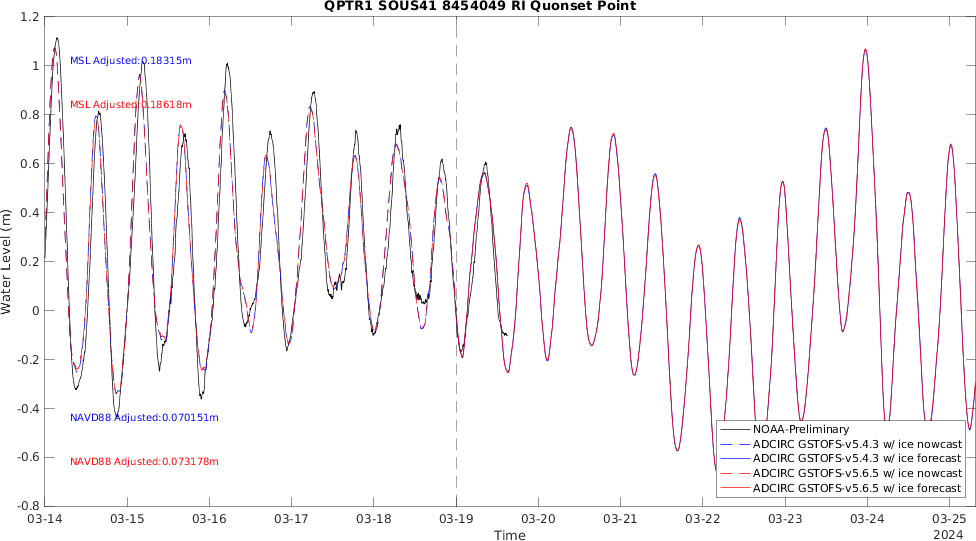 QPTR1 SOUS41 8454049 RI Quonset Point
Water Level (m)
1.2
1
0.8
0.6
0.4
0.2
0
-0.2
-0.4
-0.6
-0.8
MSL Adjusted:0.18315m
MSL Adjusted:0.18618m
NAVD88 Adjusted:0.070151m
NAVD88 Adjusted:0.073178m
NOAA-Preliminary
ADCIRC GSTOFS-v5.4.3 w/ ice nowcast
ADCIRC GSTOFS-v5.4.3 w/ ice forecast
ADCIRC GSTOFS-v5.6.5 w/ ice nowcast
ADCIRC GSTOFS-v5.6.5 w/ ice forecast
03-14 03-15 03-16 03-17 03-18 03-19 03-20 03-21 03-22 03-23 03-24 03-25
Time
2024